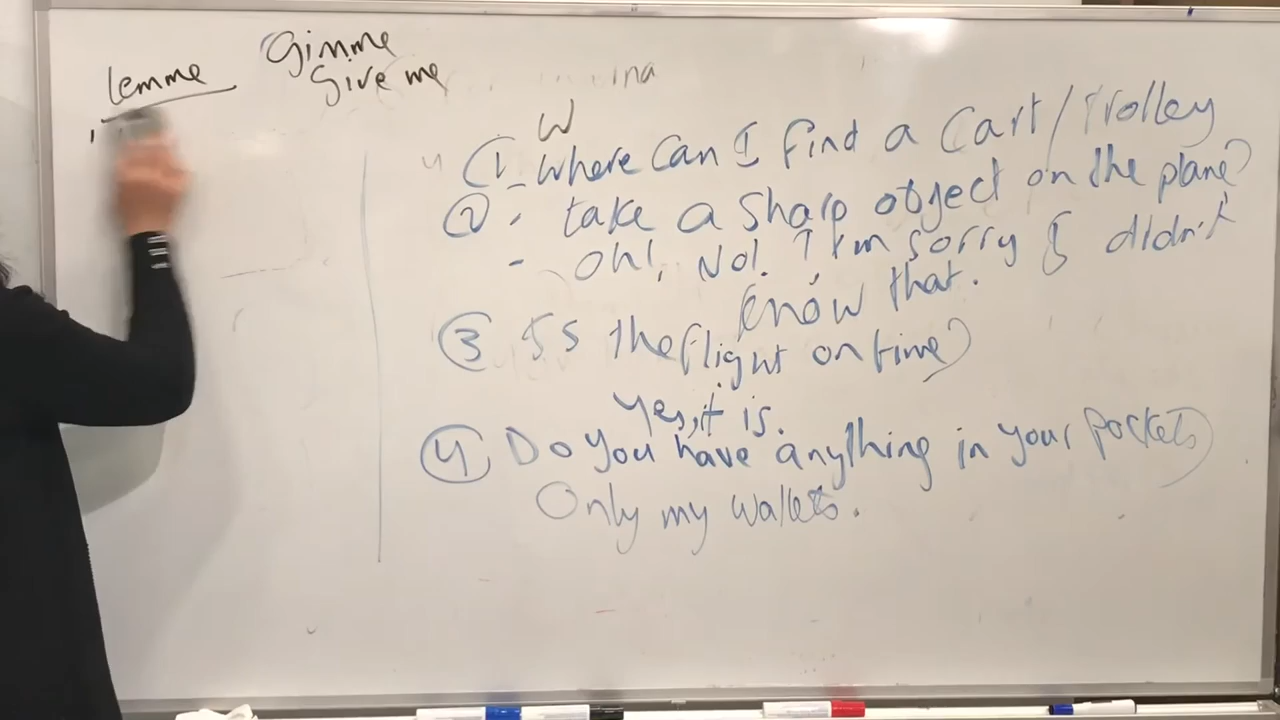 lemme
Gimme
Give me
ina
W
① - Where Can I find a Cart/Trolley
② - take a Sharp object on the plane?
- Oh!, No!. I'm sorry I didn't
know that.
③ Is the flight on time?
Yes, it is.
④ Do you have anything in your pockets?
Only my wallets.